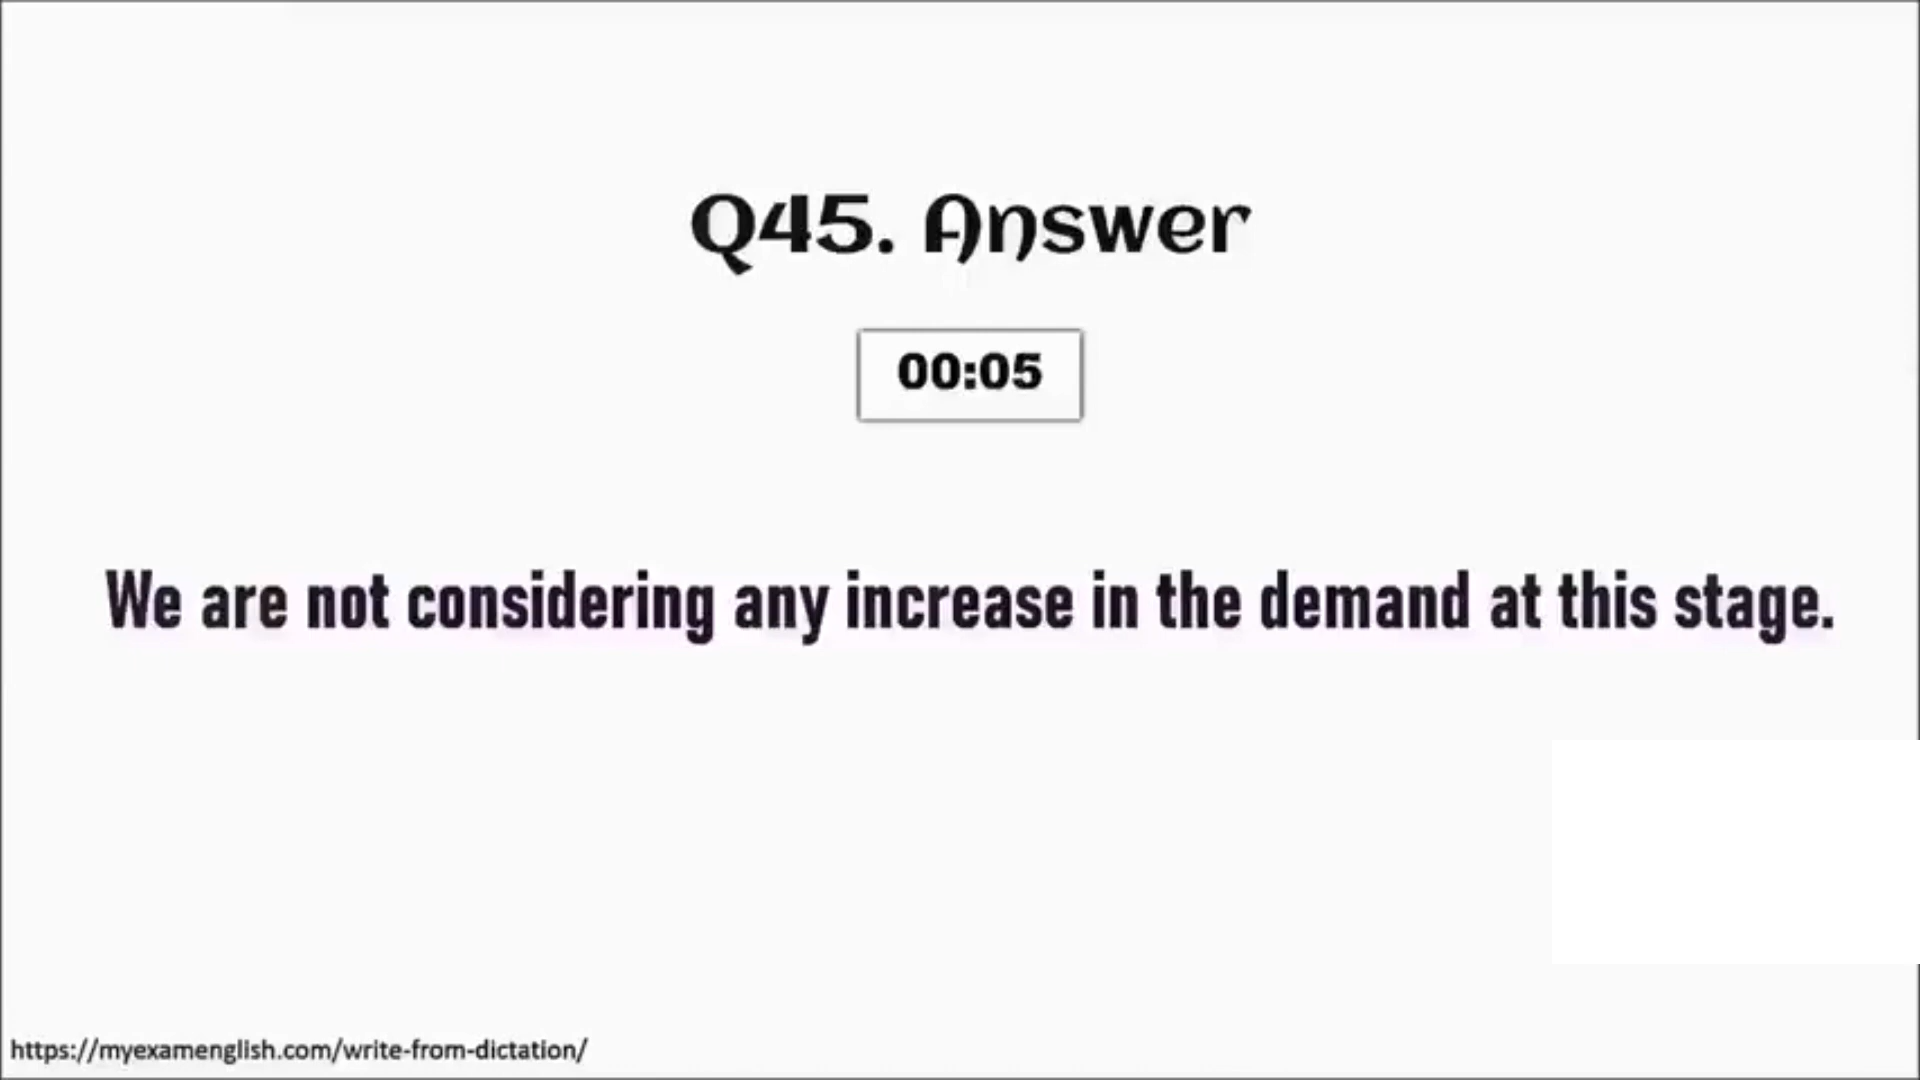 Q45. Answer
00:05
We are not considering any increase in the demand at this stage.
https://myexamenglish.com/write-from-dictation/